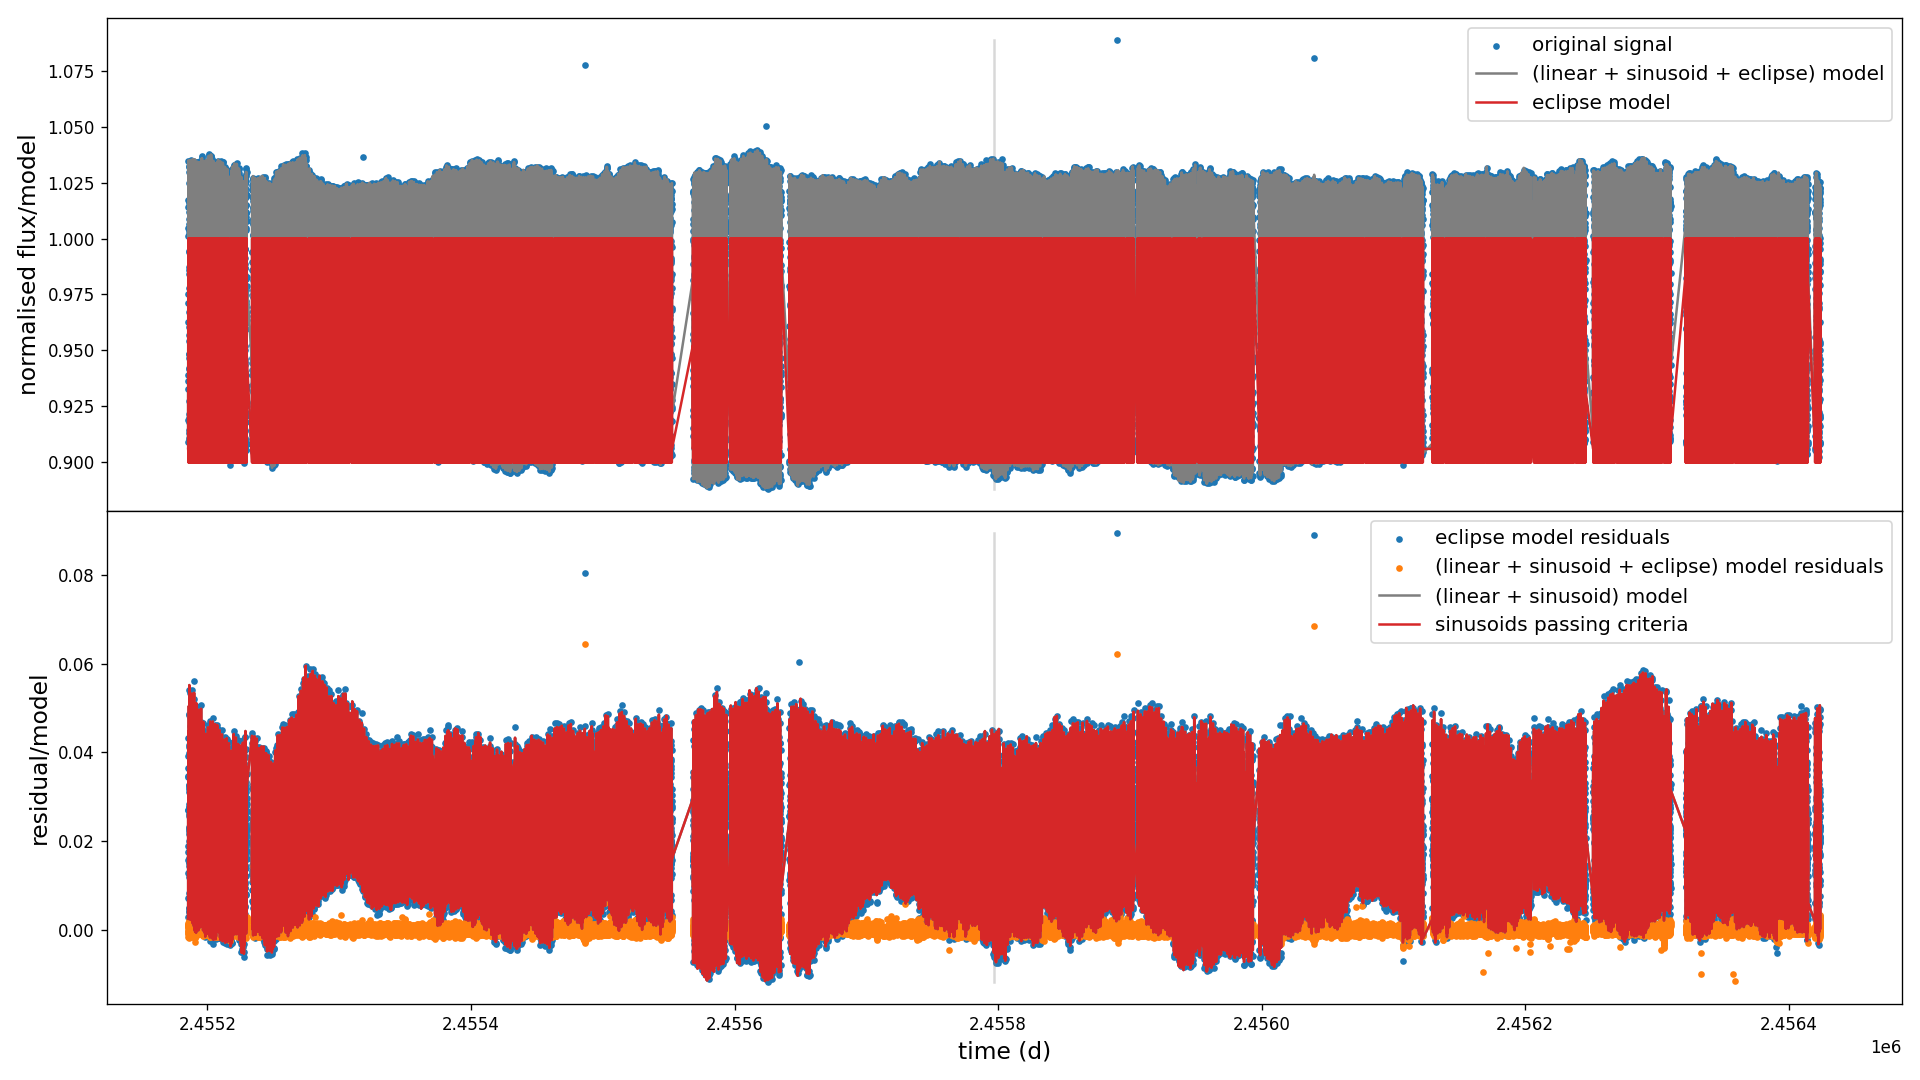 normalised flux/model
1.075
1.050
1.025
1.000
0.975
0.950
0.925
0.900
original signal
(linear + sinusoid + eclipse) model
eclipse model
residual/model
0.08
0.06
0.04
0.02
0.00
eclipse model residuals
(linear + sinusoid + eclipse) model residuals
(linear + sinusoid) model
sinusoids passing criteria
2.4552
2.4554
2.4556
2.4558
2.4560
2.4562
2.4564
1e6
time (d)